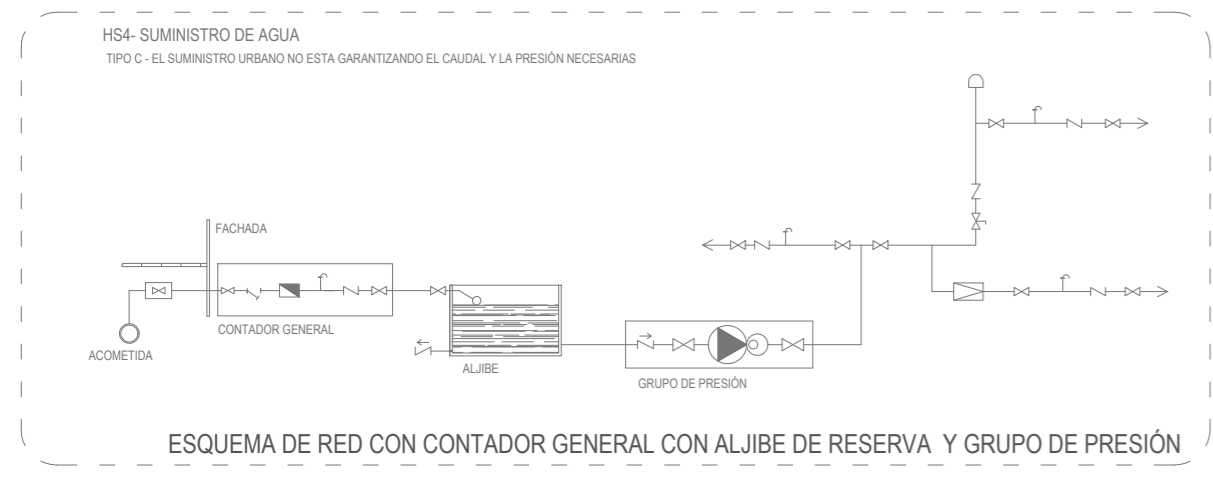 HS4- SUMINISTRO DE AGUA
TIPO C - EL SUMINISTRO URBANO NO ESTA GARANTIZANDO EL CAUDAL Y LA PRESIÓN NECESARIAS
FACHADA
CONTADOR GENERAL
ACOMETIDA
ALJIBE
GRUPO DE PRESIÓN
ESQUEMA DE RED CON CONTADOR GENERAL CON ALJIBE DE RESERVA Y GRUPO DE PRESIÓN